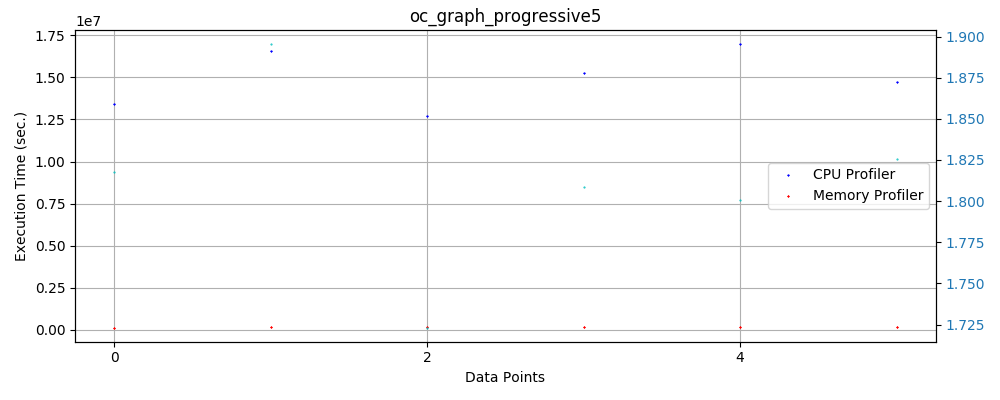 oc_graph_progressive5
1e7
1.75
1.50
1.25
1.00
0.75
0.50
0.25
0.00
Execution Time (sec.)
1.900
1.875
1.850
1.825
1.800
1.775
1.750
1.725
CPU Profiler
Memory Profiler
0 2 4
Data Points